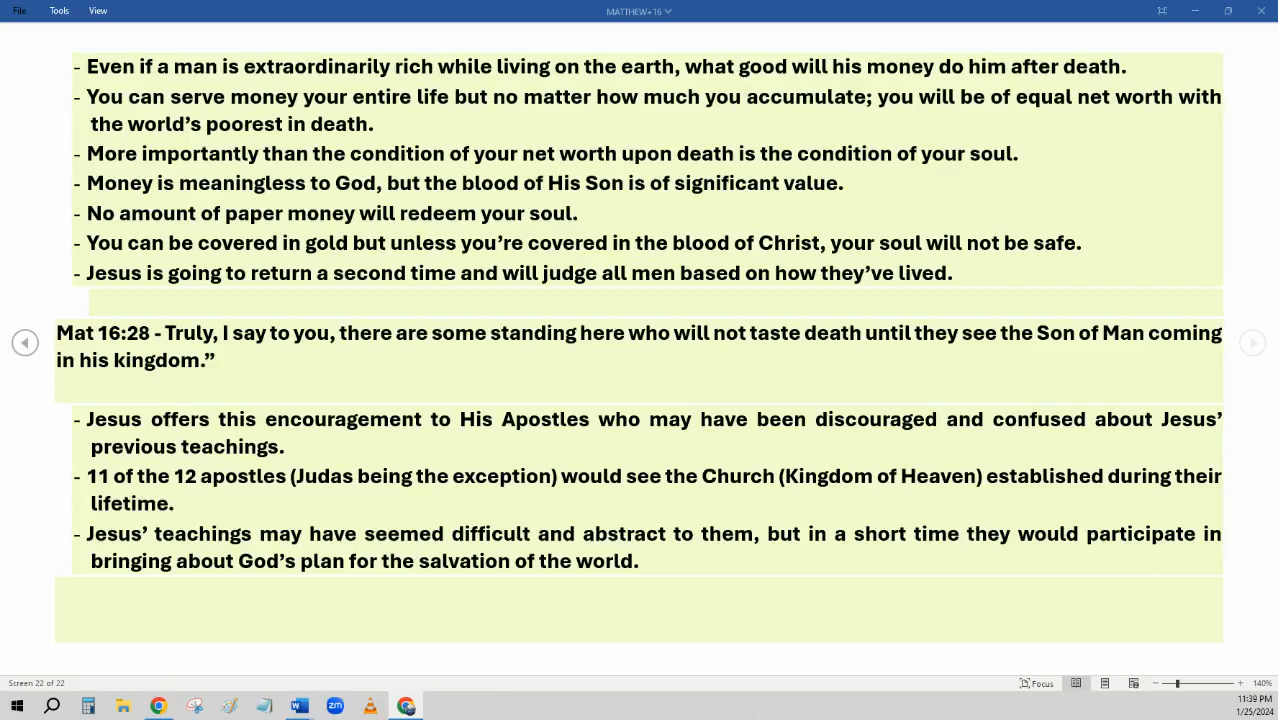 File Tools View MATTHEW+16
- Even if a man is extraordinarily rich while living on the earth, what good will his money do him after death.
- You can serve money your entire life but no matter how much you accumulate; you will be of equal net worth with
the world’s poorest in death.
- More importantly than the condition of your net worth upon death is the condition of your soul.
- Money is meaningless to God, but the blood of His Son is of significant value.
- No amount of paper money will redeem your soul.
- You can be covered in gold but unless you’re covered in the blood of Christ, your soul will not be safe.
- Jesus is going to return a second time and will judge all men based on how they’ve lived.
Mat 16:28 - Truly, I say to you, there are some standing here who will not taste death until they see the Son of Man coming
in his kingdom.”
- Jesus offers this encouragement to His Apostles who may have been discouraged and confused about Jesus’
previous teachings.
- 11 of the 12 apostles (Judas being the exception) would see the Church (Kingdom of Heaven) established during their
lifetime.
- Jesus’ teachings may have seemed difficult and abstract to them, but in a short time they would participate in
bringing about God’s plan for the salvation of the world.
Screen 22 of 22 Focus 140%
zm
11:39 PM
1/25/2024